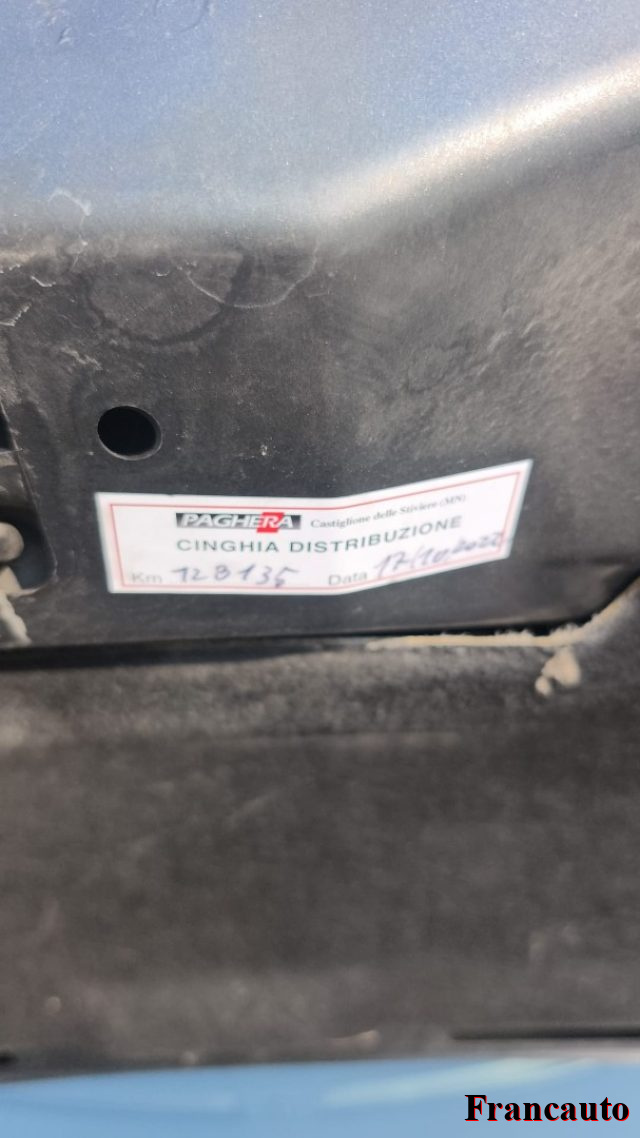 PAGHERA Castiglione delle Stiviere (MN)
CINGHIA DISTRIBUZIONE
Km 128135 Data 17/10/2022
Francauto